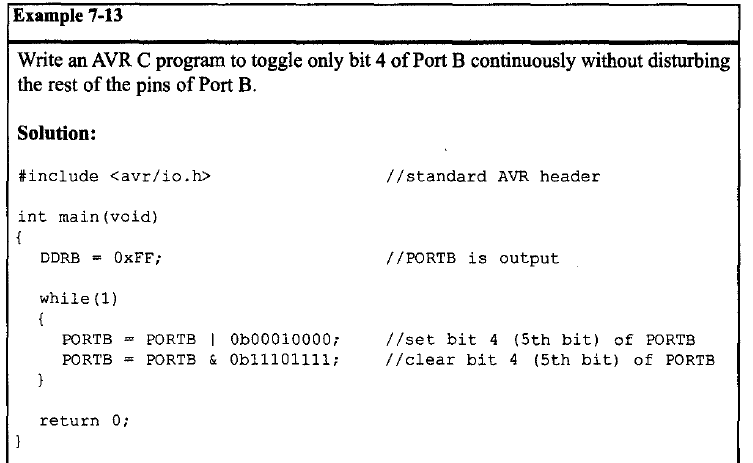 Example 7-13
Write an AVR C program to toggle only bit 4 of Port B continuously without disturbing
the rest of the pins of Port B.
Solution:
#include <avr/io.h> //standard AVR header
int main(void)
{
DDRB = 0xFF; //PORTB is output
while(1)
{
PORTB = PORTB | 0b00010000; //set bit 4 (5th bit) of PORTB
PORTB = PORTB & 0b11101111; //clear bit 4 (5th bit) of PORTB
}
return 0;
}